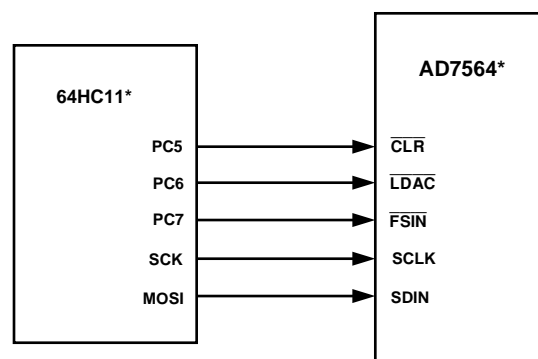 64HC11*
PC5
PC6
PC7
SCK
MOSI
AD7564*
CLR
LDAC
FSIN
SCLK
SDIN